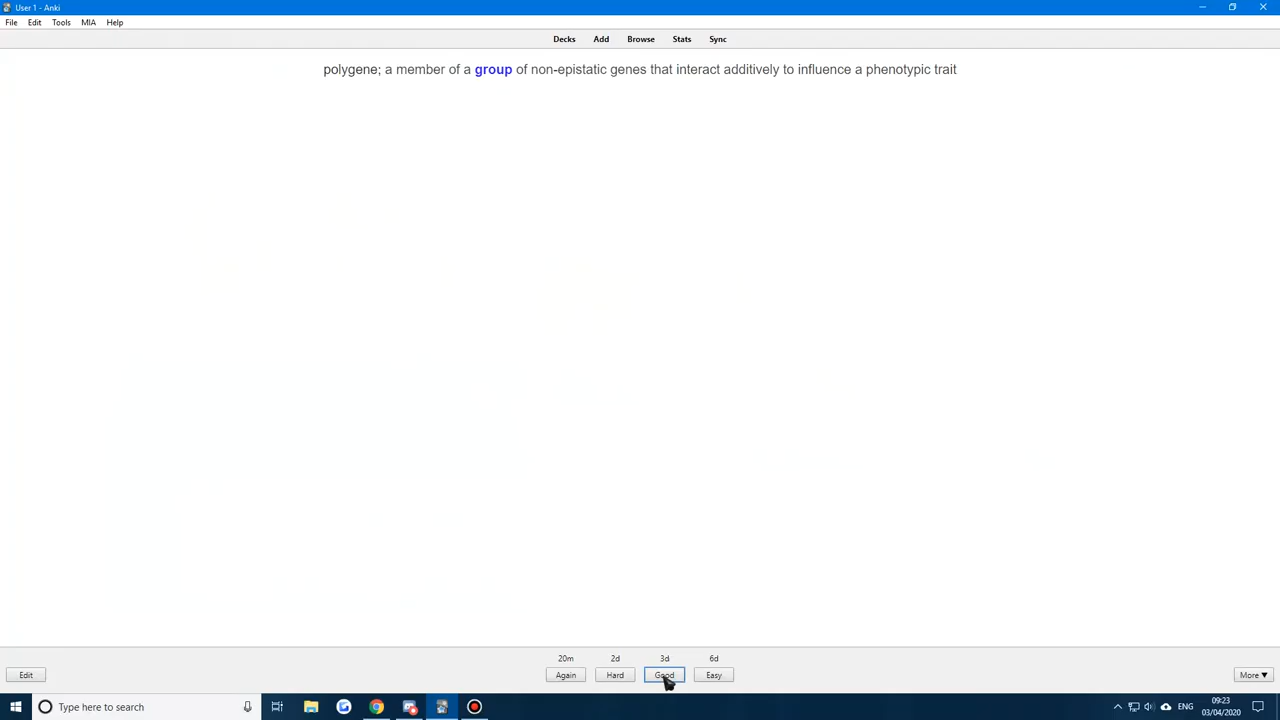 User 1 - Anki
File Edit Tools MIA Help
Decks Add Browse Stats Sync
polygene; a member of a group of non-epistatic genes that interact additively to influence a phenotypic trait
20m 2d 3d 6d
Edit Again Hard Good Easy More ▼
Type here to search
ENG
09:23
03/04/2020